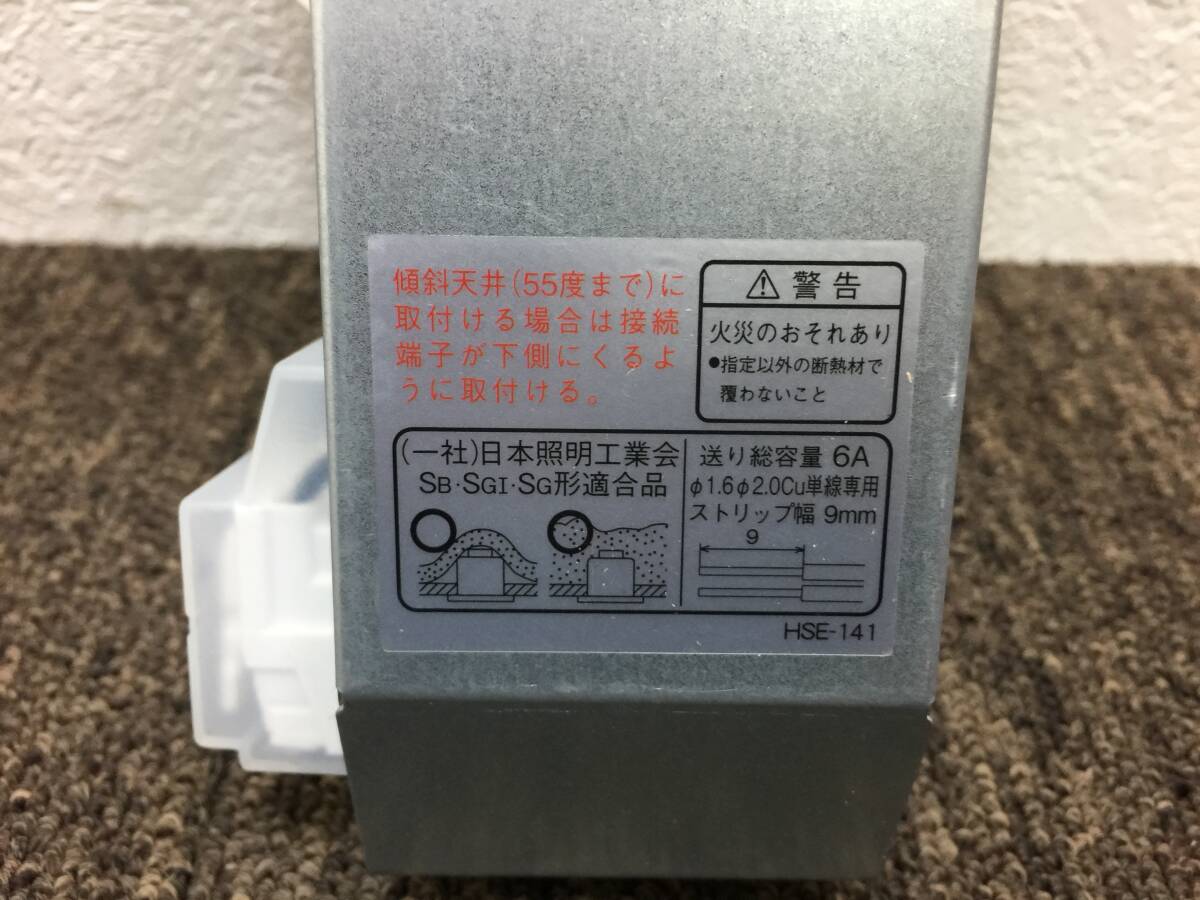 傾斜天井(55度まで)に
取付ける場合は接続
端子が下側にくるよ
うに取付ける。
⚠警告
火災のおそれあり
●指定以外の断熱材で
覆わないこと
(一社)日本照明工業会
SB·SGI·SG形適合品
送り総容量 6A
φ1.6φ2.0Cu単線専用
ストリップ幅 9mm
9
HSE-141